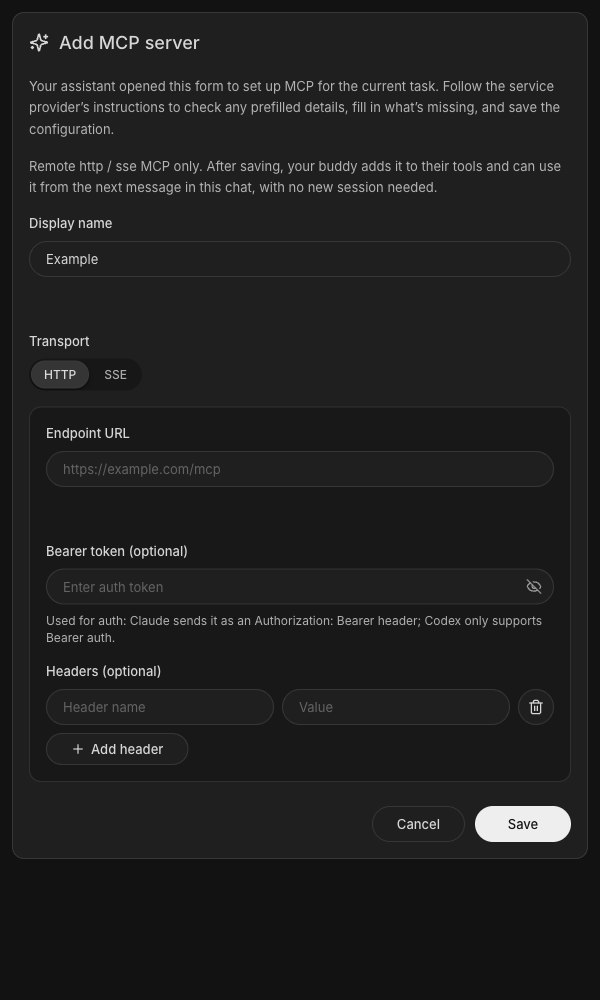 Add MCP server
Your assistant opened this form to set up MCP for the current task. Follow the service
provider’s instructions to check any prefilled details, fill in what’s missing, and save the
configuration.
Remote http / sse MCP only. After saving, your buddy adds it to their tools and can use
it from the next message in this chat, with no new session needed.
Display name
Example
Transport
HTTP SSE
Endpoint URL
https://example.com/mcp
Bearer token (optional)
Enter auth token
Used for auth: Claude sends it as an Authorization: Bearer header; Codex only supports
Bearer auth.
Headers (optional)
Header name Value
Add header
Cancel Save